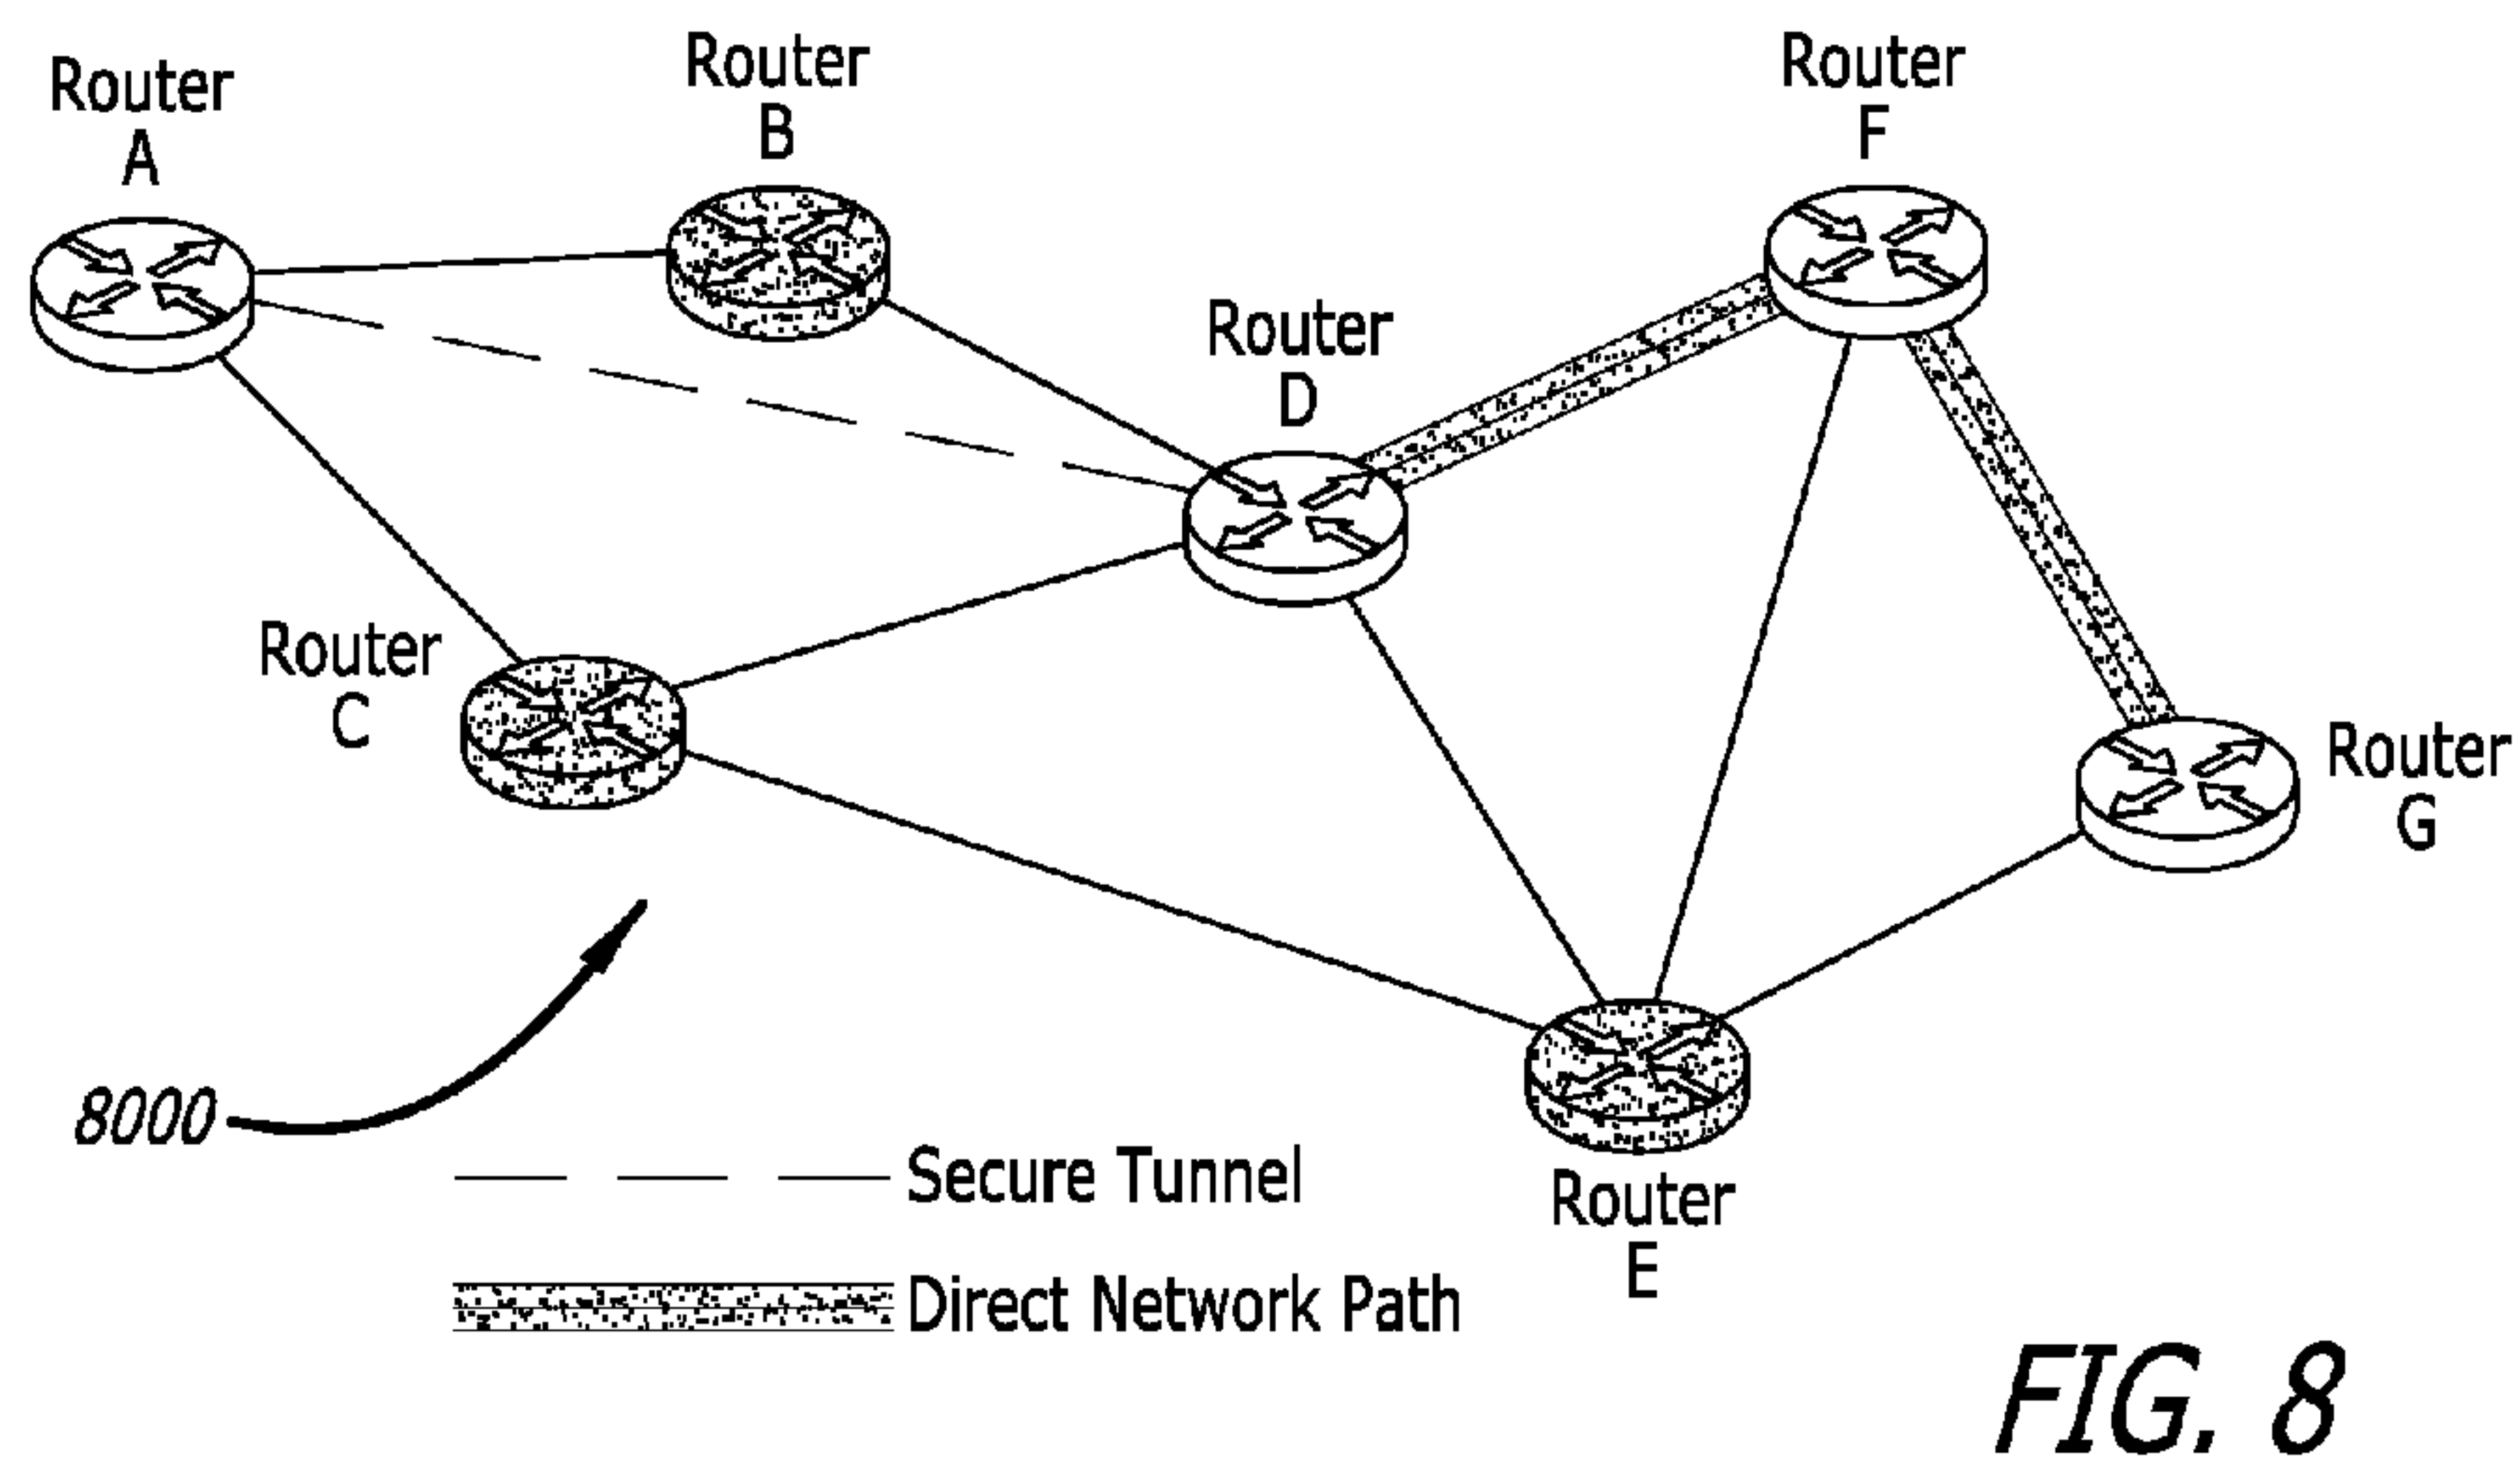 Router
A
Router
B
Router
F
Router
D
Router
C
Router
G
8000
Secure Tunnel
Router
E
Direct Network Path
FIG. 8